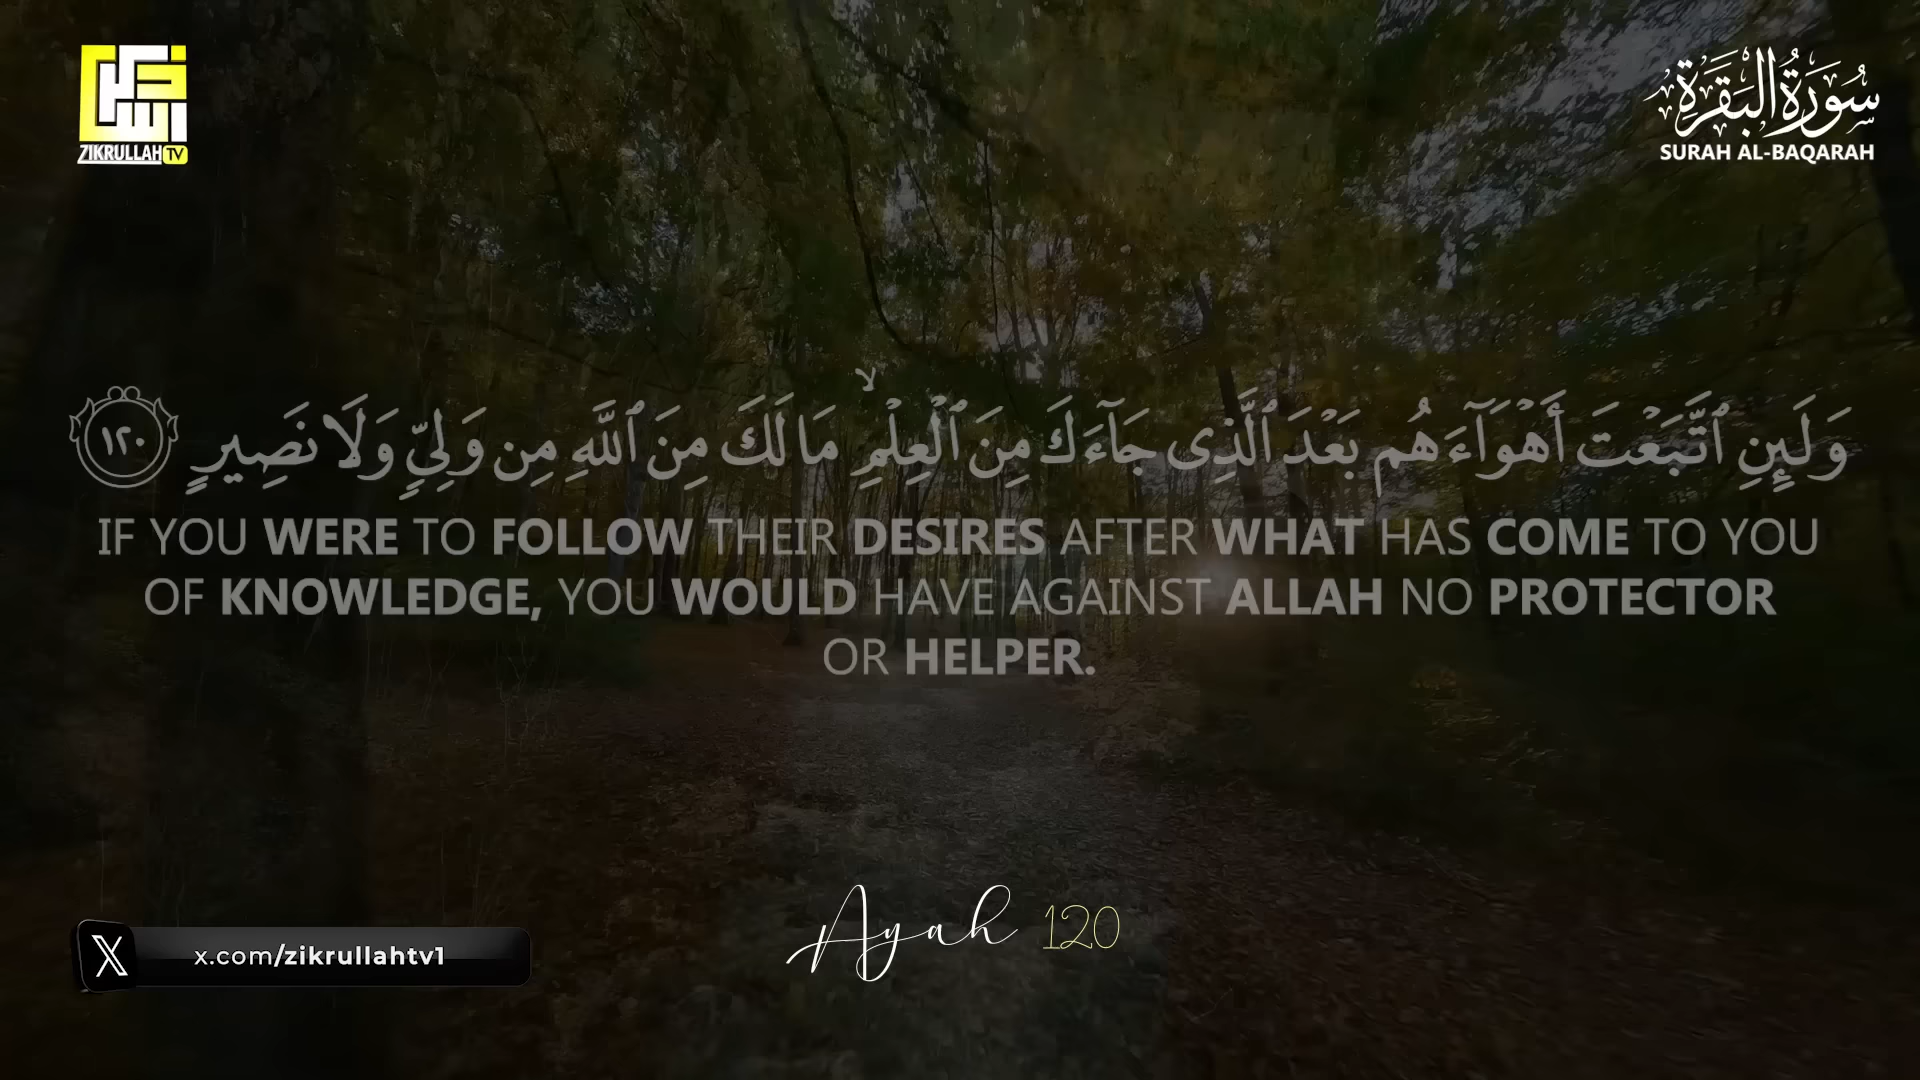 ZIKRULLAH TV
سُورَةُ البَقَرَةِ
SURAH AL-BAQARAH
وَلَئِنِ ٱتَّبَعْتَ أَهْوَآءَهُم بَعْدَ ٱلَّذِى جَآءَكَ مِنَ ٱلْعِلْمِ ۙ مَا لَكَ مِنَ ٱللَّهِ مِن وَلِىٍّ وَلَا نَصِيرٍ ١٢٠
IF YOU WERE TO FOLLOW THEIR DESIRES AFTER WHAT HAS COME TO YOU
OF KNOWLEDGE, YOU WOULD HAVE AGAINST ALLAH NO PROTECTOR
OR HELPER.
Ayah 120
X x.com/zikrullahtv1